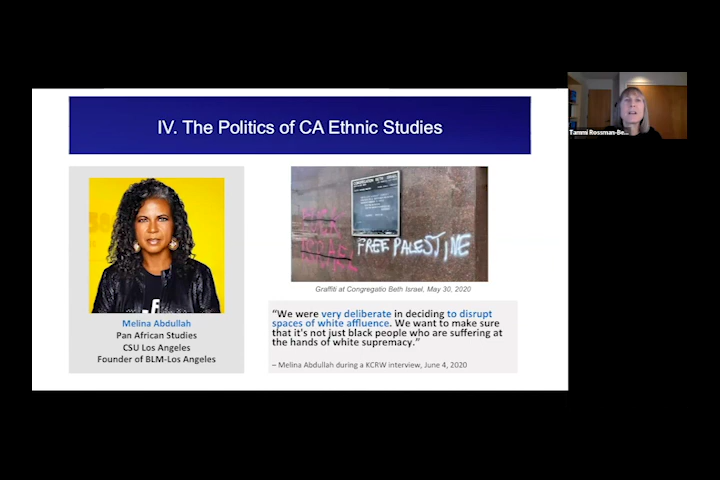 IV. The Politics of CA Ethnic Studies
Tammi Rossman-Be...
FREE PALESTINE
Graffiti at Congregatio Beth Israel, May 30, 2020
Melina Abdullah
Pan African Studies
CSU Los Angeles
Founder of BLM-Los Angeles
“We were very deliberate in deciding to disrupt
spaces of white affluence. We want to make sure
that it's not just black people who are suffering at
the hands of white supremacy.”
– Melina Abdullah during a KCRW interview, June 4, 2020